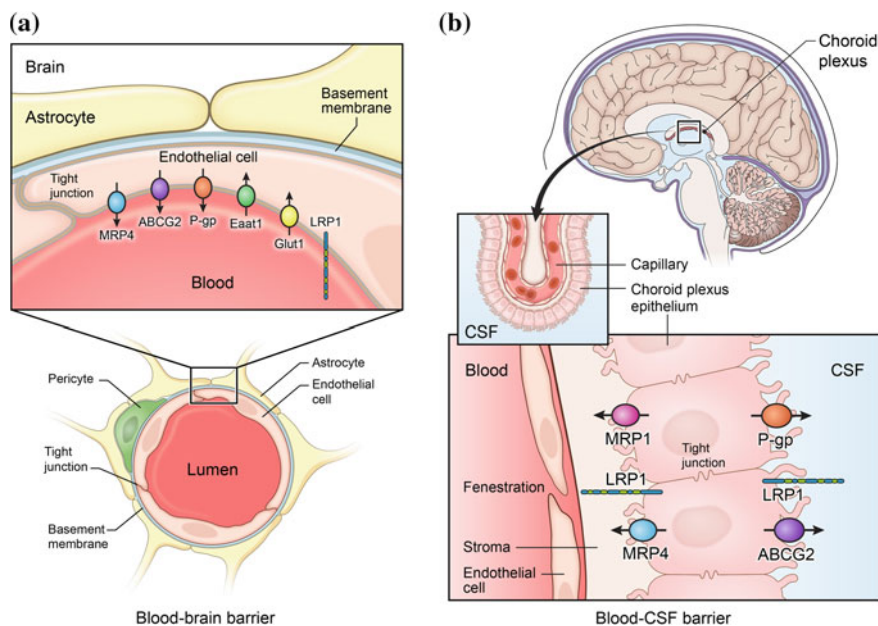 (a)
Brain
Astrocyte
Basement
membrane
Endothelial cell
Tight
junction
MRP4
ABCG2
P-gp
Eaat1
Glut1
LRP1
Blood
Pericyte
Astrocyte
Endothelial
cell
Tight
junction
Lumen
Basement
membrane
Blood-brain barrier
(b)
Choroid
plexus
Capillary
Choroid plexus
epithelium
CSF
Blood
CSF
MRP1
P-gp
Tight
junction
LRP1
LRP1
Fenestration
MRP4
ABCG2
Stroma
Endothelial
cell
Blood-CSF barrier